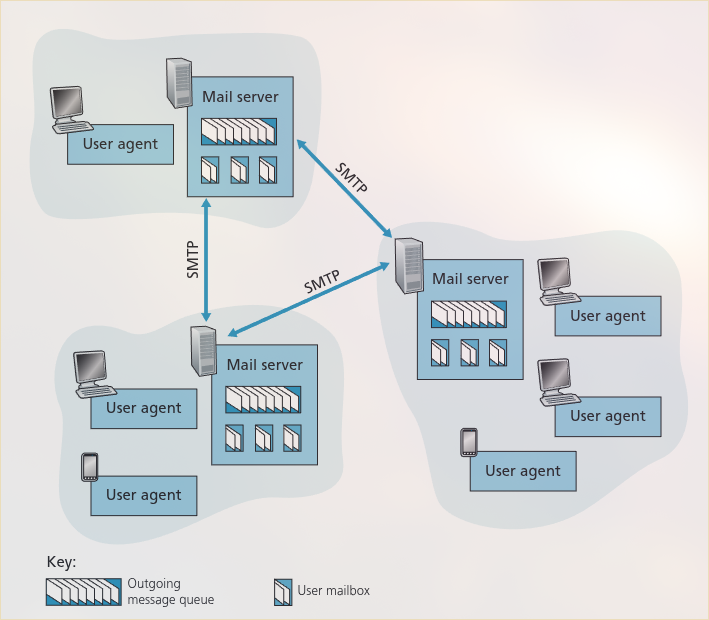 Mail server
User agent
SMTP
SMTP
SMTP
Mail server
User agent
User agent
User agent
Mail server
User agent
User agent
Key:
Outgoing
message queue
User mailbox